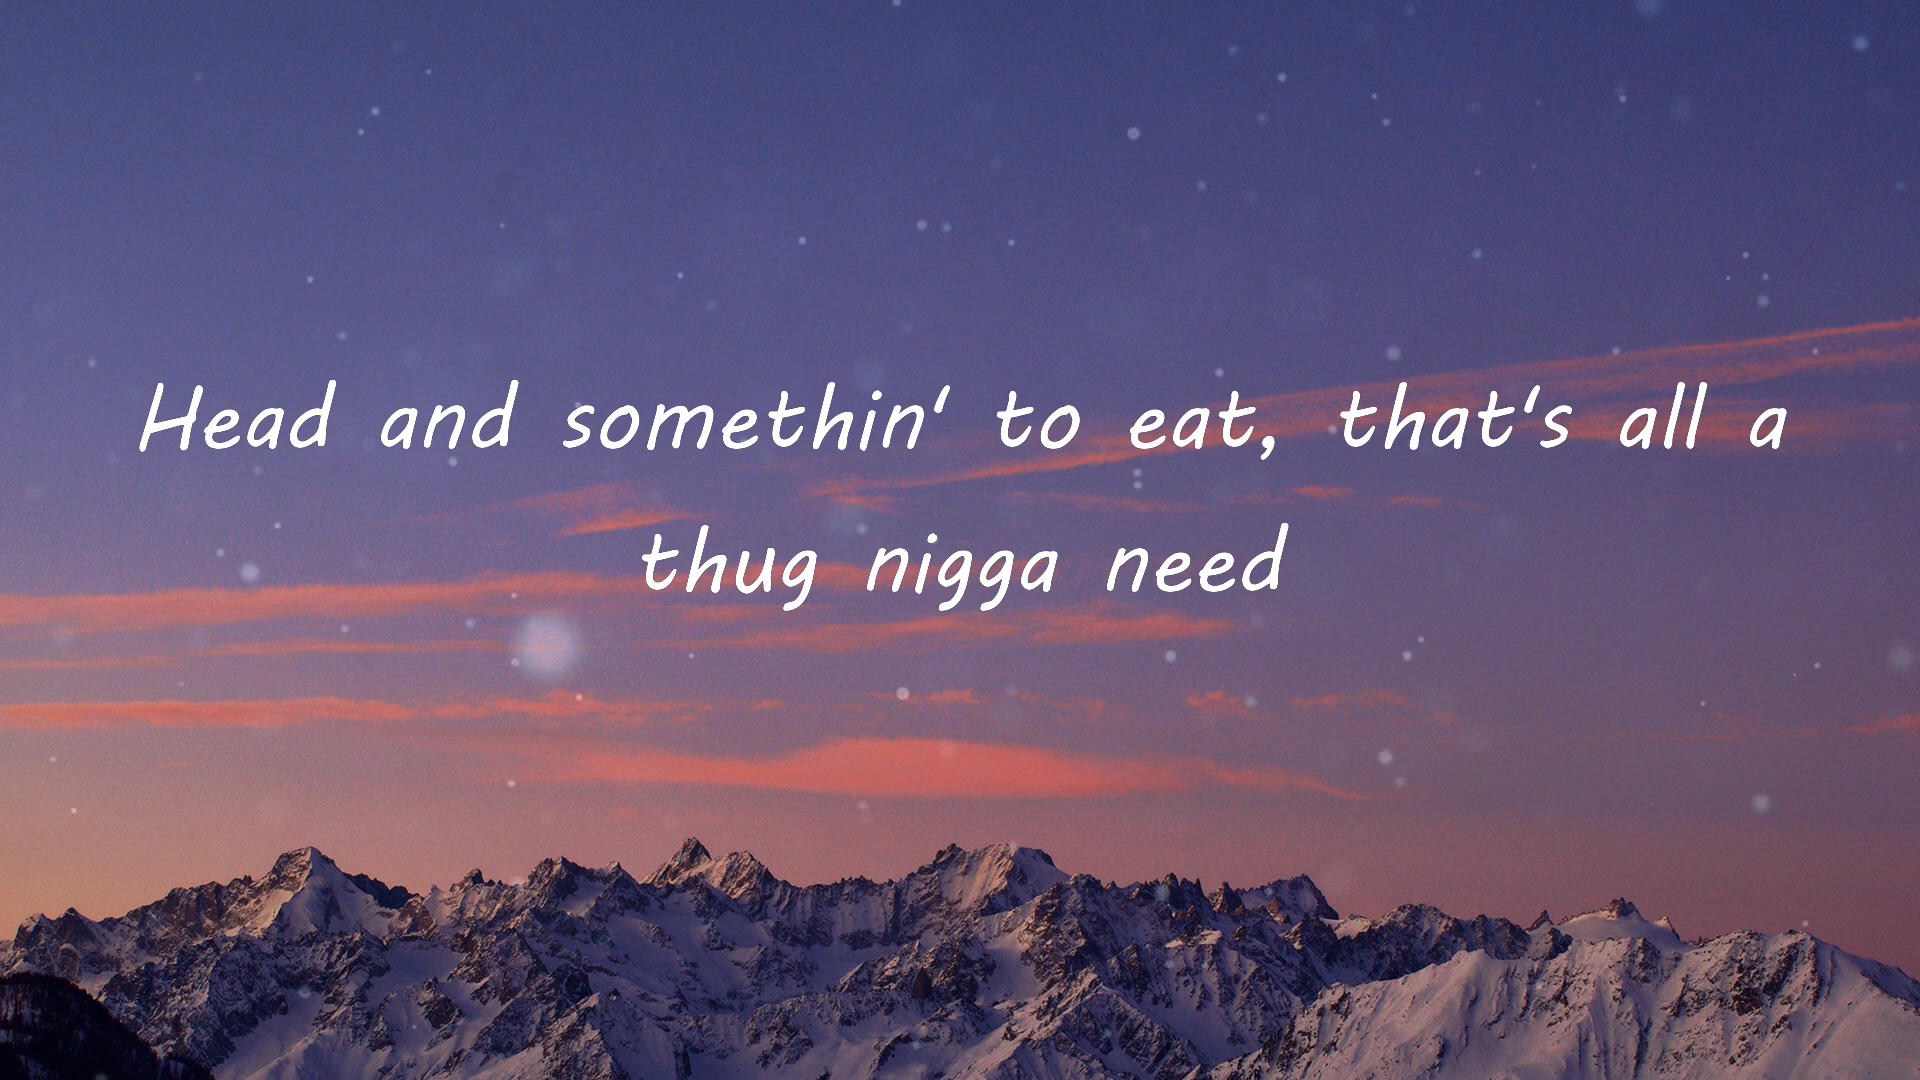 Head and somethin' to eat, that's all a
thug nigga need